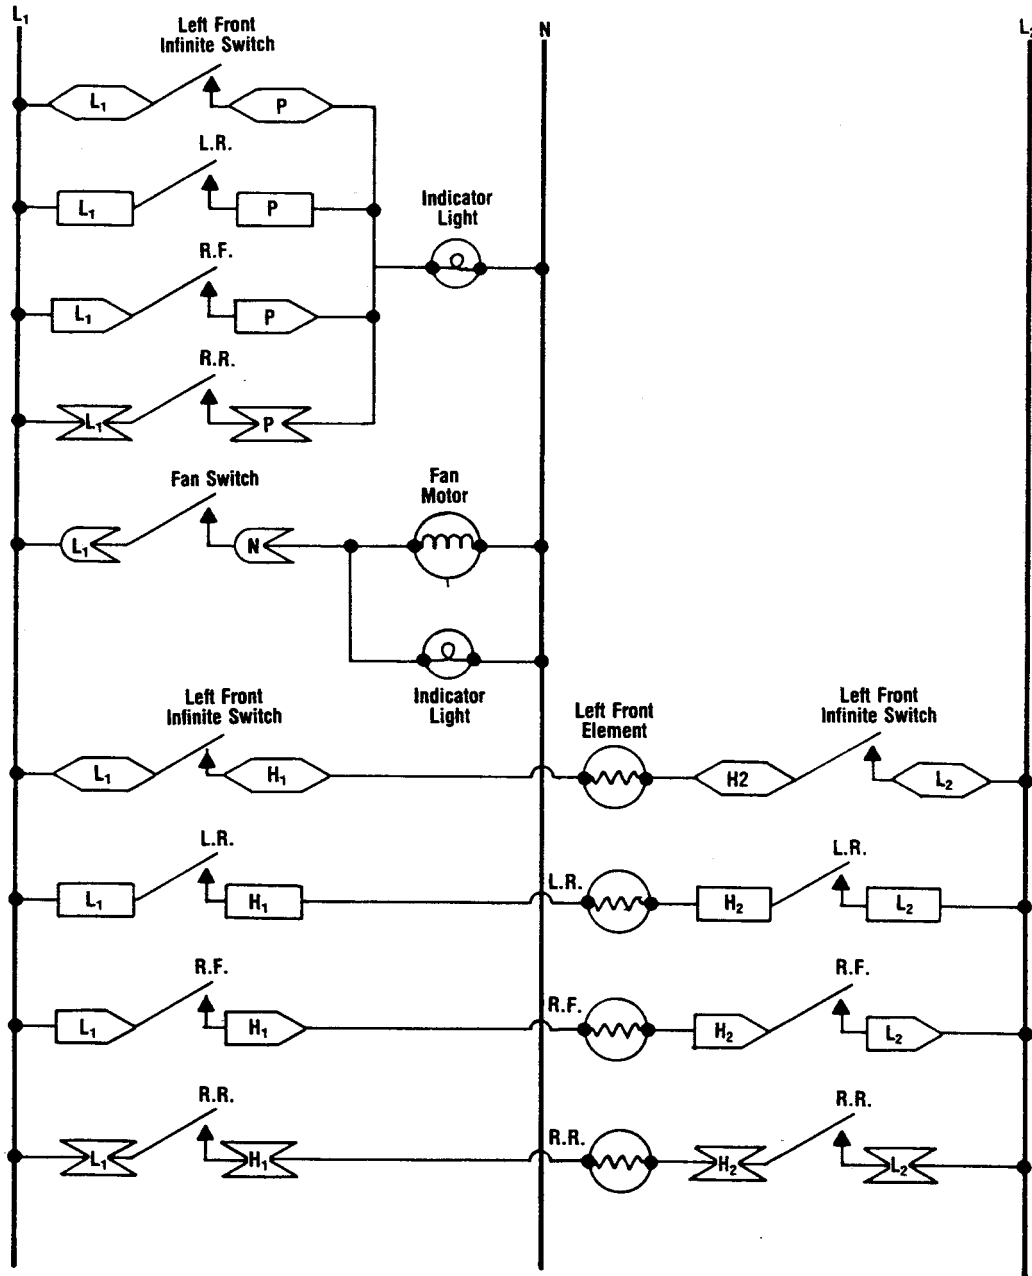 L₁
N
L₂
Left Front
Infinite Switch
L₁
P
L.R.
L₁
P
Indicator
Light
R.F.
L₁
P
R.R.
L₁
P
Fan Switch
L₁
N
Fan
Motor
Indicator
Light
Left Front
Infinite Switch
L₁
H₁
Left Front
Element
Left Front
Infinite Switch
H2
L₂
L.R.
L₁
H₁
L.R.
H₂
L.R.
L₂
R.F.
L₁
H₁
R.F.
H₂
R.F.
L₂
R.R.
L₁
H₁
R.R.
H₂
R.R.
L₂